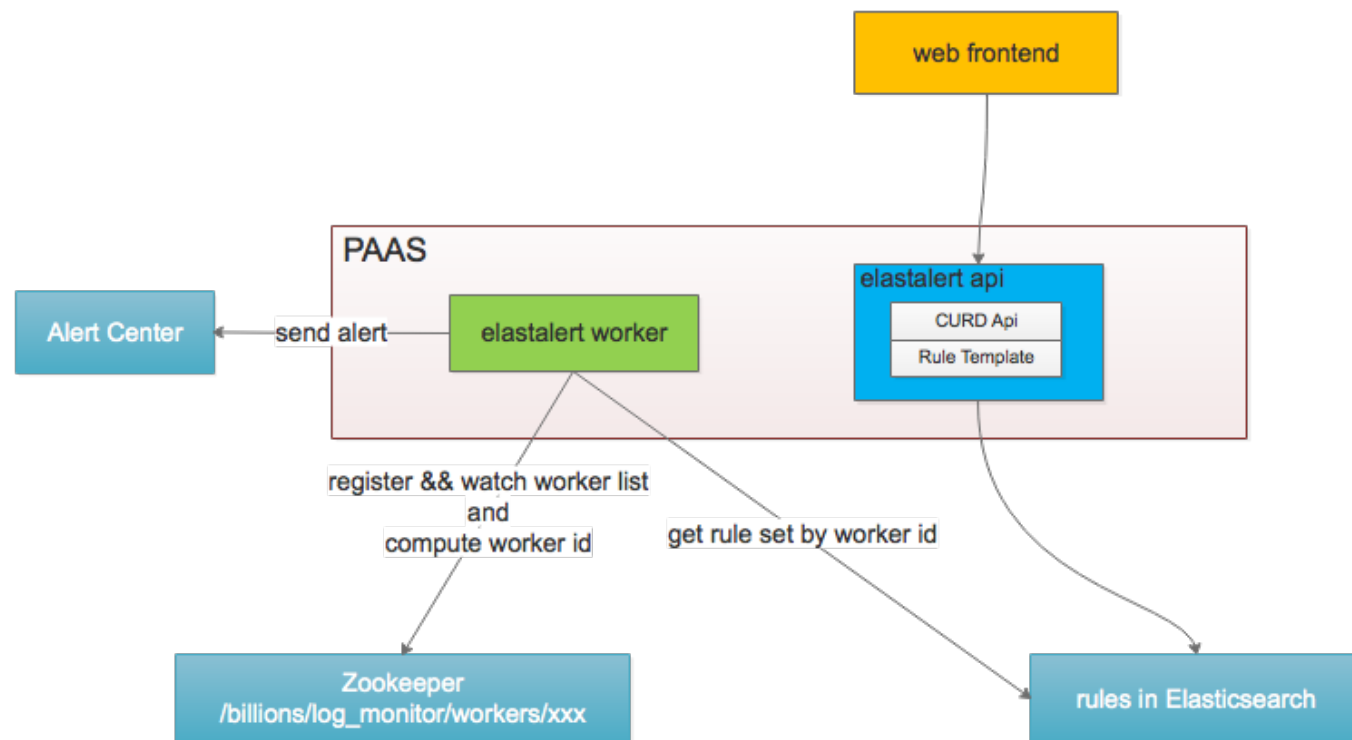 web frontend
PAAS
elastalert api
CURD Api
Rule Template
Alert Center
send alert
elastalert worker
register && watch worker list
and
compute worker id
get rule set by worker id
Zookeeper
/billions/log_monitor/workers/xxx
rules in Elasticsearch